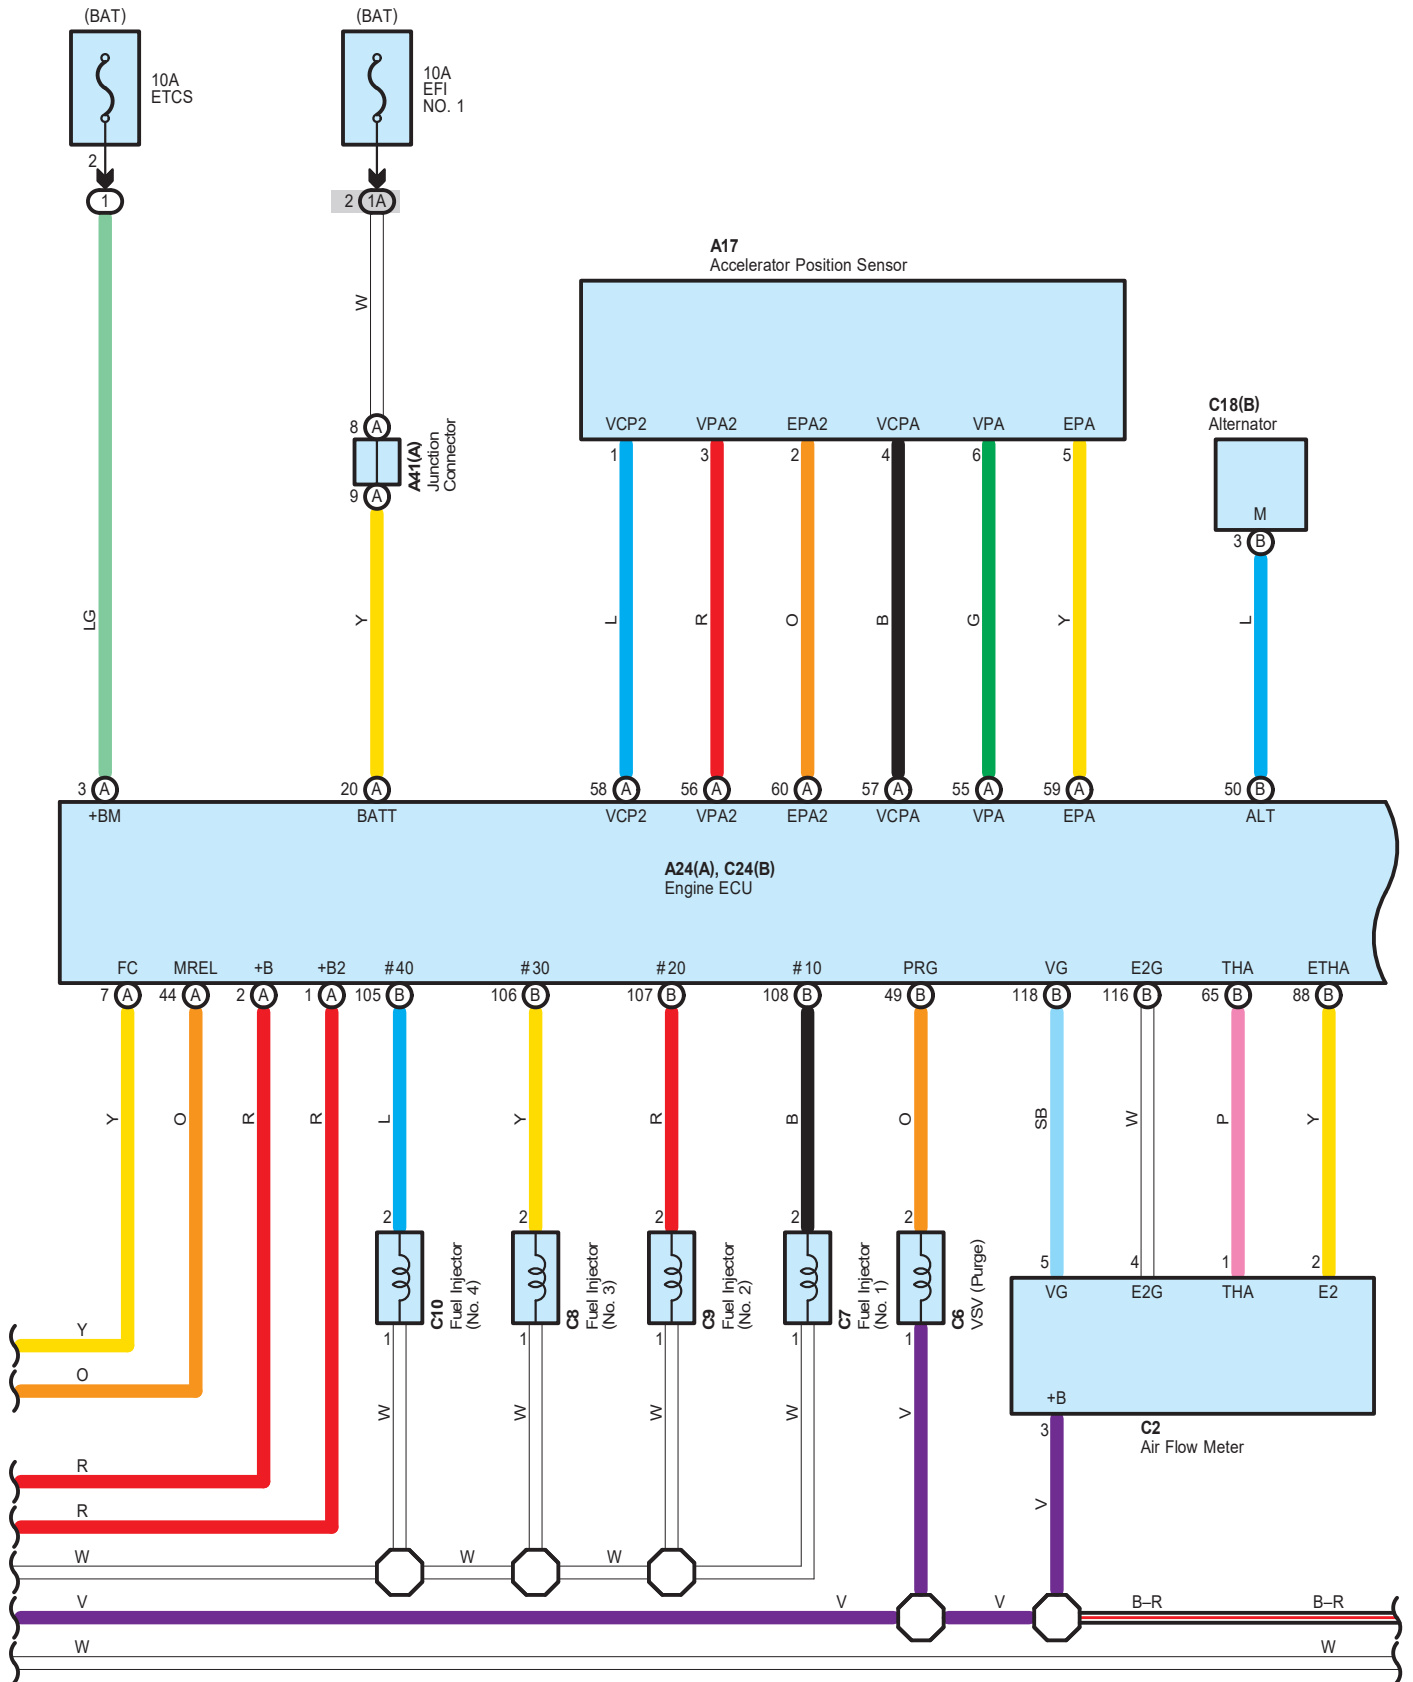 (BAT)
(BAT)
10A
ETCS
10A
EFI
NO. 1
2
1
2 1A
W
A17
Accelerator Position Sensor
VCP2 VPA2 EPA2 VCPA VPA EPA
1 3 2 4 6 5
C18(B)
Alternator
M
3 B
8 A
A41(A)
Junction
Connector
9 A
LG Y L R O B G Y L
3 A 20 A 58 A 56 A 60 A 57 A 55 A 59 A 50 B
+BM BATT VCP2 VPA2 EPA2 VCPA VPA EPA ALT
A24(A), C24(B)
Engine ECU
FC MREL +B +B2 #40 #30 #20 #10 PRG VG E2G THA ETHA
7 A 44 A 2 A 1 A 105 B 106 B 107 B 108 B 49 B 118 B 116 B 65 B 88 B
Y O R R L Y R B O SB W P Y
2 2 2 2 2
C10
Fuel Injector
(No. 4)
C8
Fuel Injector
(No. 3)
C9
Fuel Injector
(No. 2)
C7
Fuel Injector
(No. 1)
C6
VSV (Purge)
1 1 1 1 1
5 4 1 2
VG E2G THA E2
+B
3
C2
Air Flow Meter
Y
O
W W W W V
R
V
R
W W W
V V V B–R B–R
W W